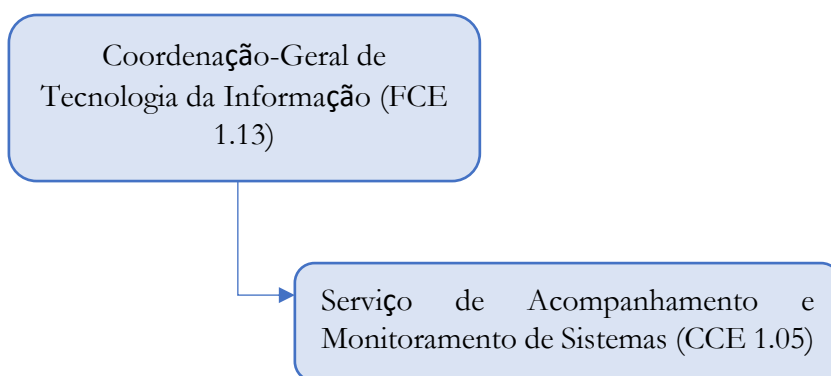 Coordenação-Geral de
Tecnologia da Informação (FCE
1.13)
Serviço de Acompanhamento e
Monitoramento de Sistemas (CCE 1.05)